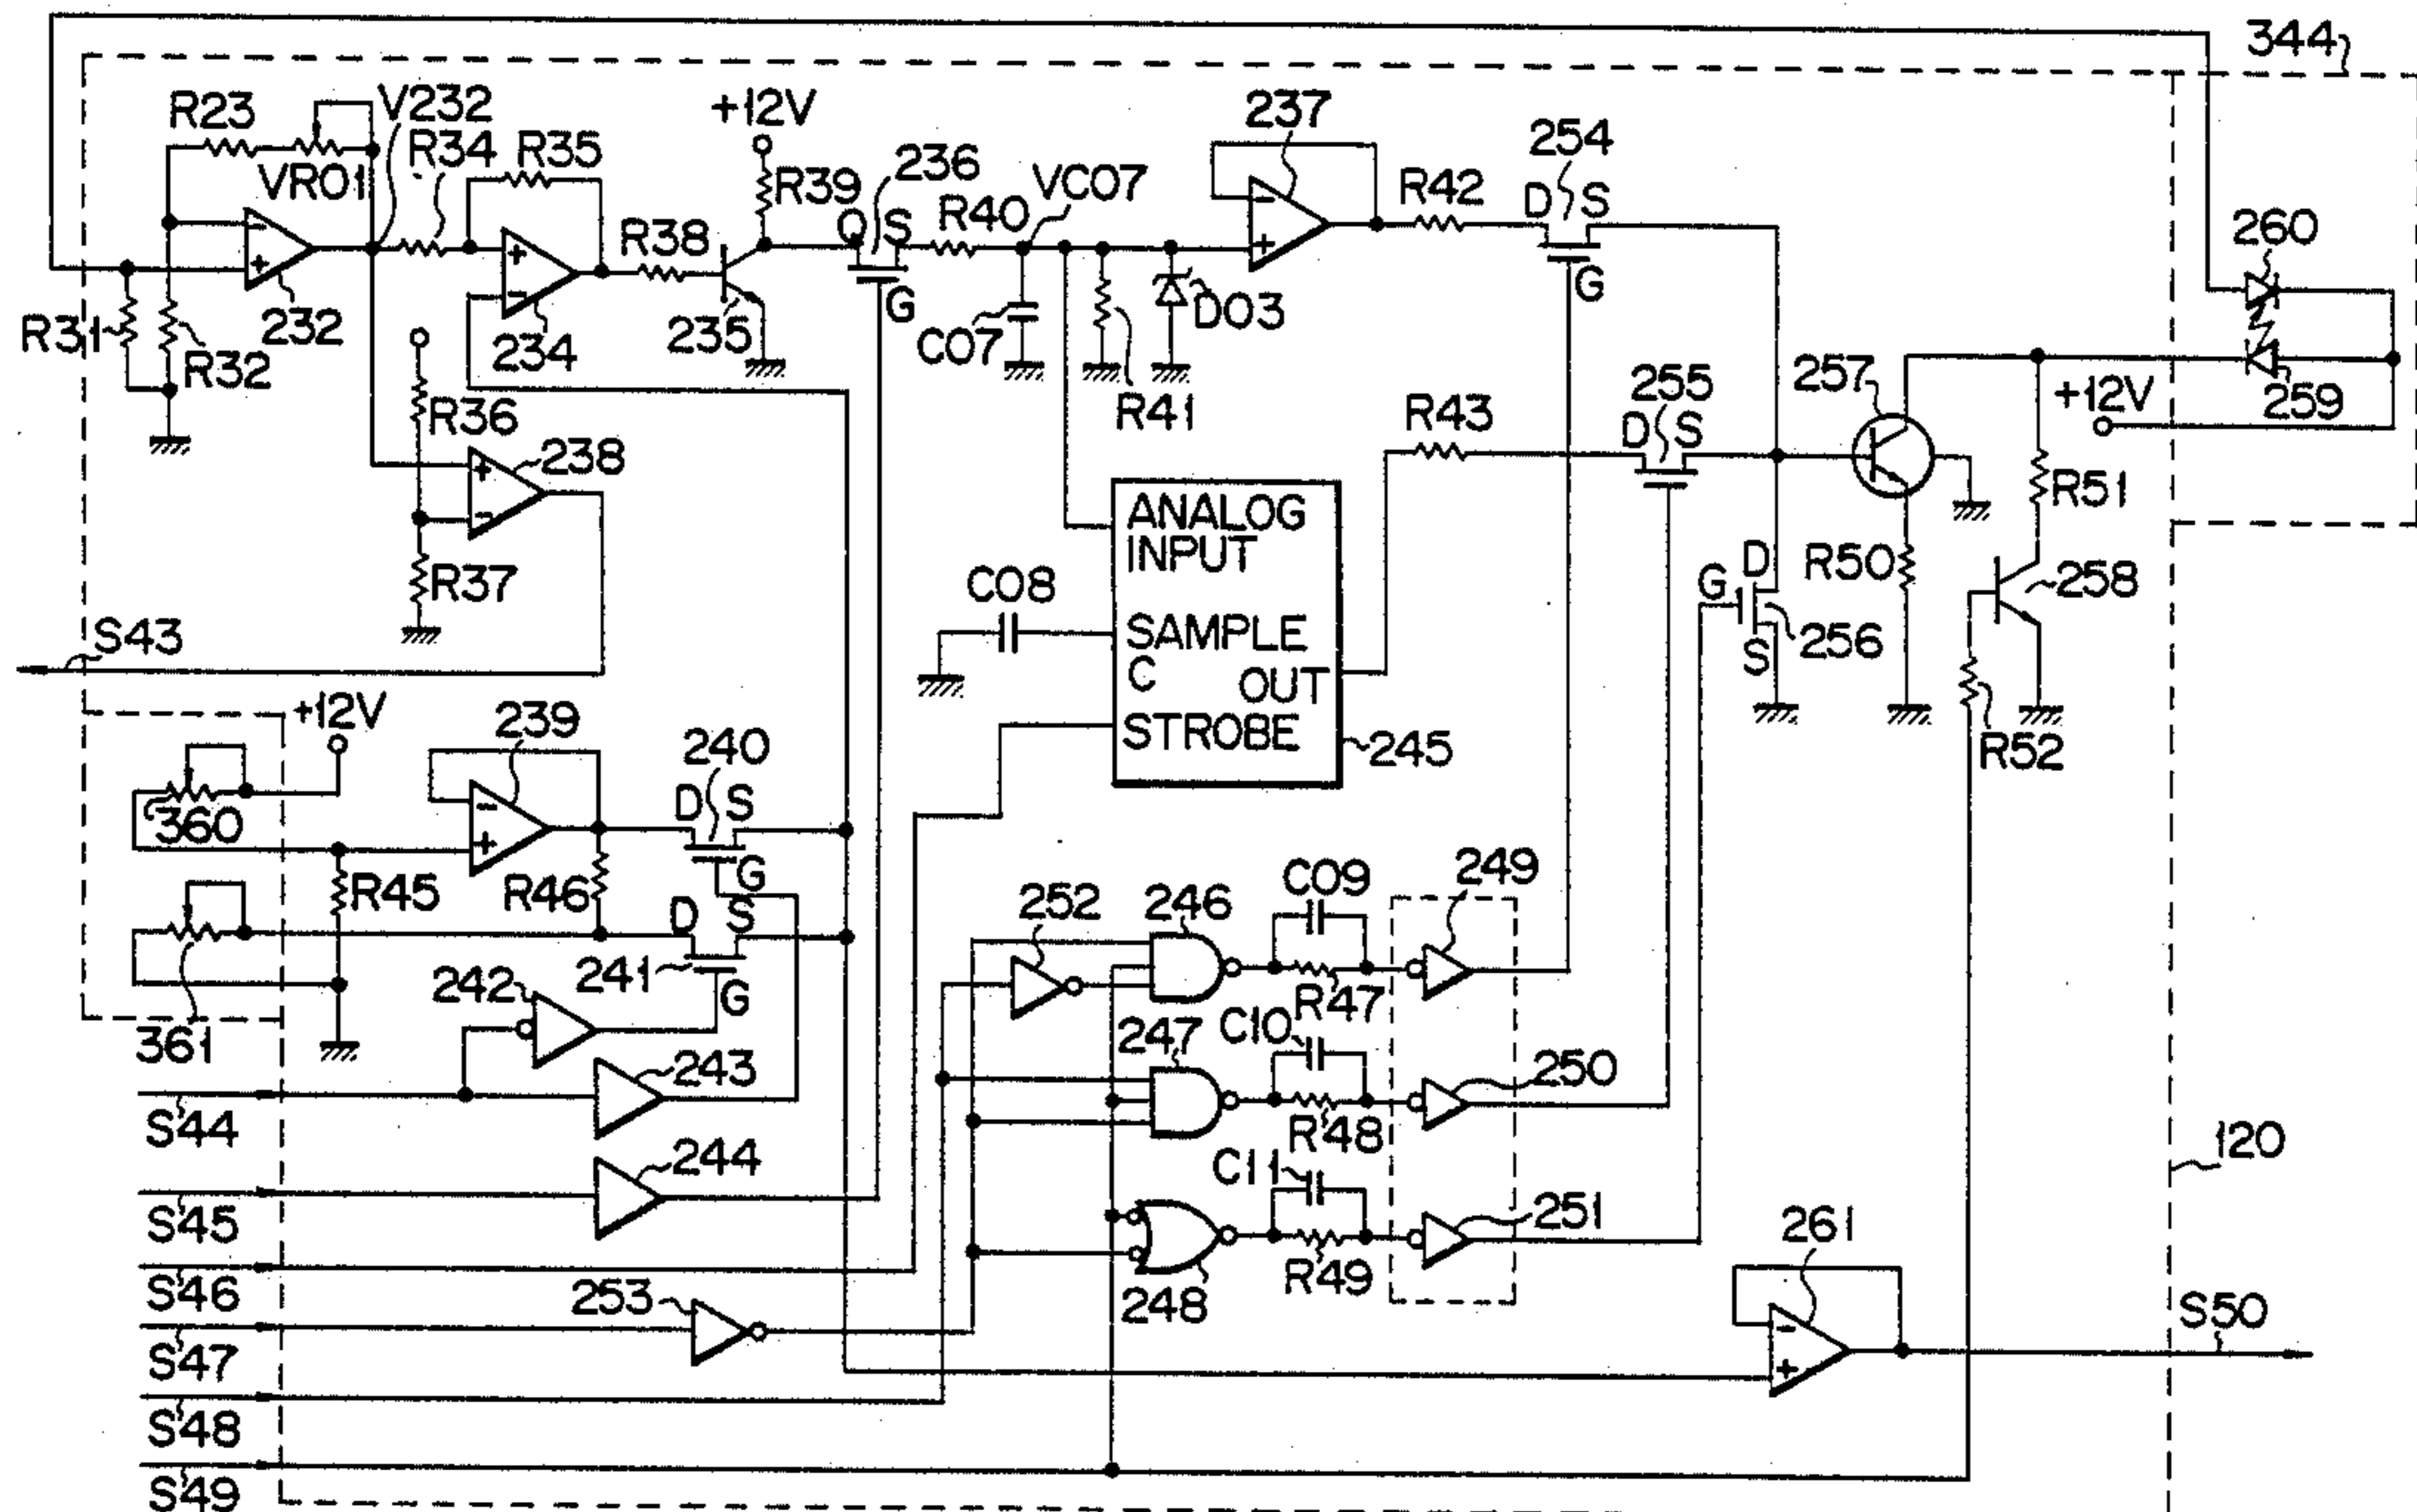 344
R23
V232
R34
R35
+12V
237
254
VR01
R39
236
VC07
R42
D S
Q S
R40
R38
260
-
+
+
-
-
+
G
G
D03
R31
232
R32
234
235
C07
257
255
+12V
259
R36
R41
R43
D S
238
+
-
ANALOG
INPUT
R51
R37
C08
G
D
R50
258
S43
SAMPLE
C
OUT
256
S
+12V
239
240
STROBE
245
R52
360
-
+
D S
G
R45
R46
C09
249
252
246
D S
241
G
242
R47
361
247
C10
243
250
S44
R48
244
C11
120
S45
251
261
S46
253
248
R49
S50
S47
-
+
S48
S49